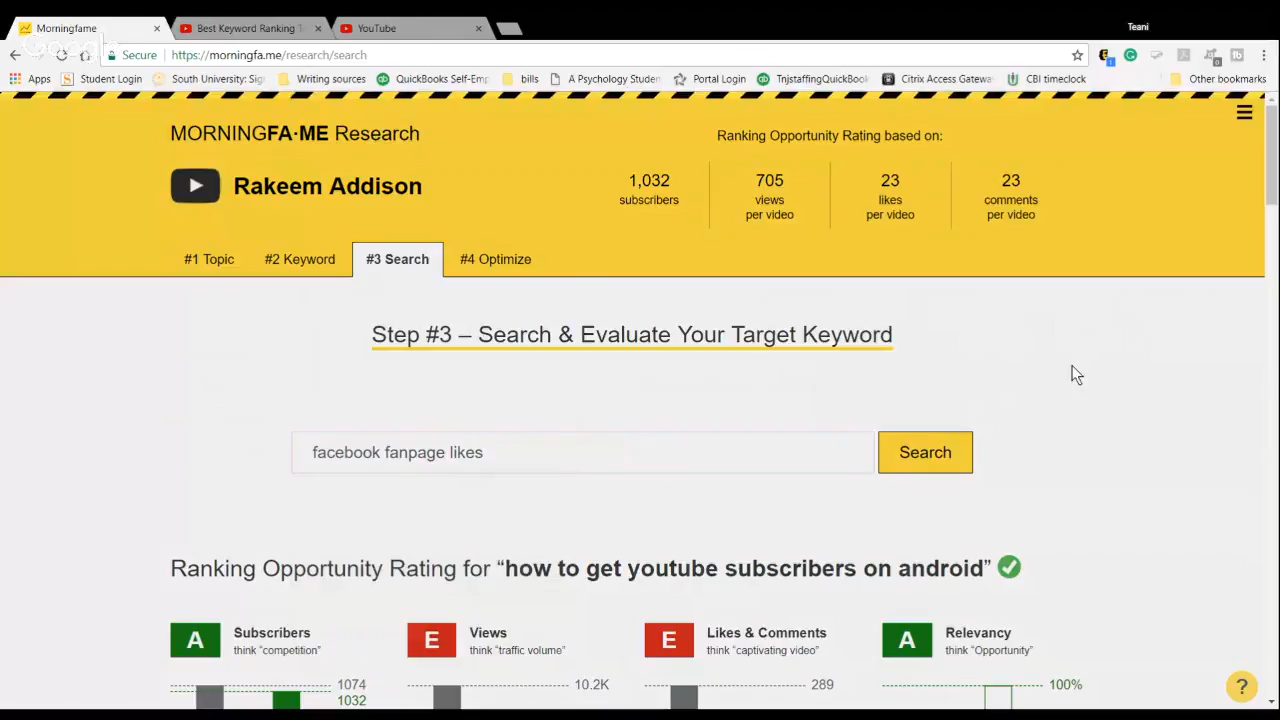 Morningfame
Best Keyword Ranking T
YouTube
Teani
Google
Secure
https://morningfa.me/research/search
Apps
Student Login
South University: Sig
Writing sources
QuickBooks Self-Emp
bills
A Psychology Studen
Portal Login
TnjstaffingQuickBook
Citrix Access Gateway
CBI timeclock
Other bookmarks
MORNINGFA·ME Research
Ranking Opportunity Rating based on:
Rakeem Addison
1,032
subscribers
705
views
per video
23
likes
per video
23
comments
per video
#1 Topic
#2 Keyword
#3 Search
#4 Optimize
Step #3 – Search & Evaluate Your Target Keyword
facebook fanpage likes
Search
Ranking Opportunity Rating for “how to get youtube subscribers on android”
A
Subscribers
think “competition”
E
Views
think “traffic volume”
E
Likes & Comments
think “captivating video”
A
Relevancy
think “Opportunity”
1074
1032
10.2K
289
100%
?